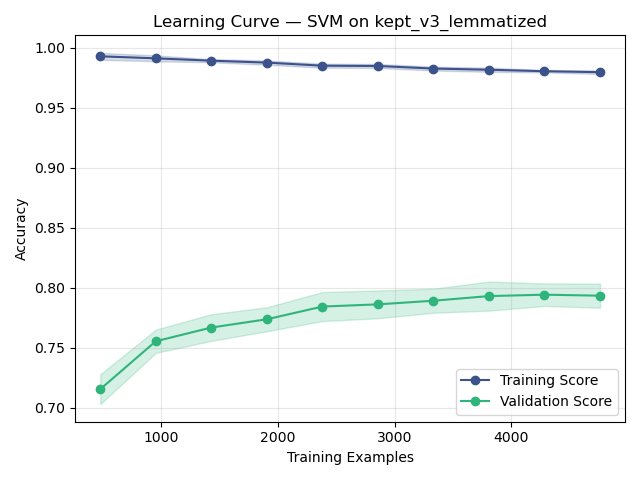 Learning Curve — SVM on kept_v3_lemmatized
Accuracy
1.00
0.95
0.90
0.85
0.80
0.75
0.70
1000
2000
3000
4000
Training Examples
Training Score
Validation Score